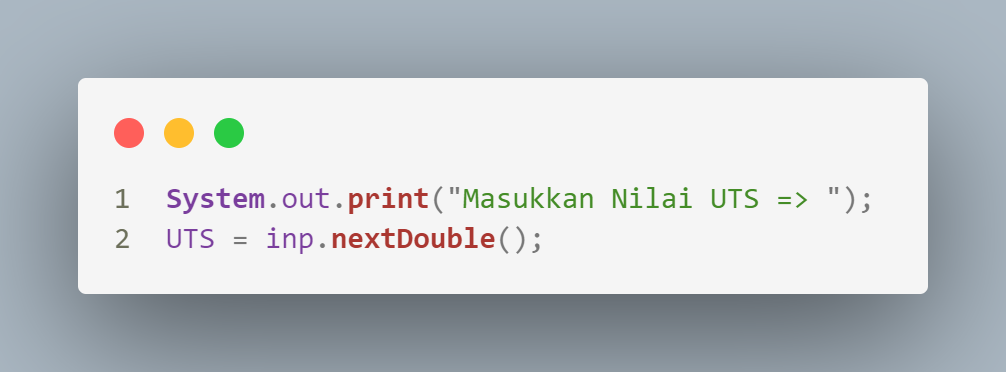 1 System.out.print("Masukkan Nilai UTS => ");
2 UTS = inp.nextDouble();